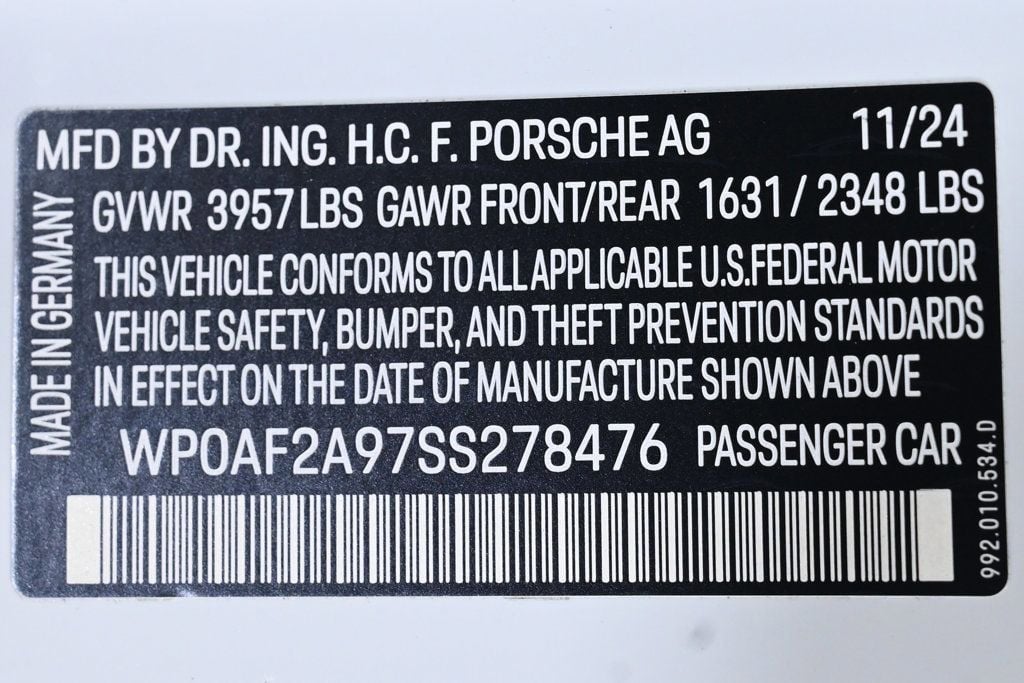 MFD BY DR. ING. H.C. F. PORSCHE AG 11/24
GVWR 3957 LBS GAWR FRONT/REAR 1631 / 2348 LBS
THIS VEHICLE CONFORMS TO ALL APPLICABLE U.S.FEDERAL MOTOR
VEHICLE SAFETY, BUMPER, AND THEFT PREVENTION STANDARDS
IN EFFECT ON THE DATE OF MANUFACTURE SHOWN ABOVE
WP0AF2A97SS278476 PASSENGER CAR
MADE IN GERMANY
992.010.534.D